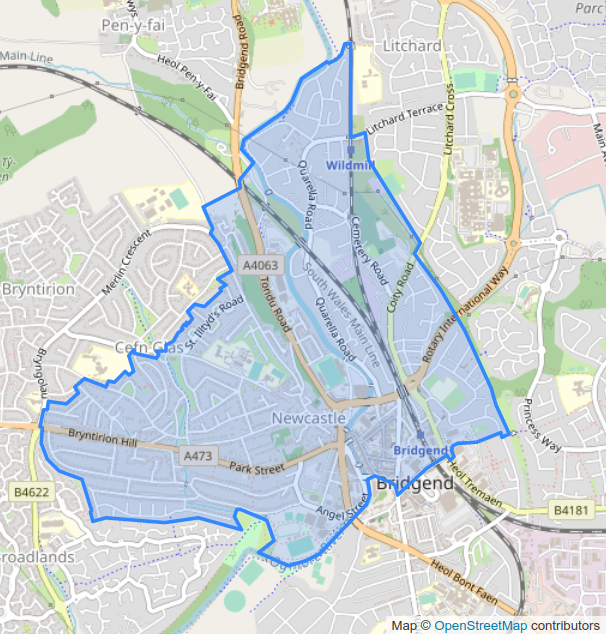 Pen-y-fai
Litchard
Parc
Main Line
Heol Pen-y-Fai
Bridgend Road
Litchard Terrace
Litchard Cross
Wildmill
Quarella Road
Cemetery Road
Merlin Crescent
Bryntirion
A4063
South Wales Main Line
Coity Road
Tondu Road
St. Illtyd's Road
Quarella Road
Rotary International Way
Cefn Glas
Newcastle
Princess Way
Bryntirion Hill
A473
Park Street
Bridgend
Heol Tremaen
Bridgend
B4622
Angel Street
B4181
Broadlands
Heol Bont Faen
Map © OpenStreetMap contributors